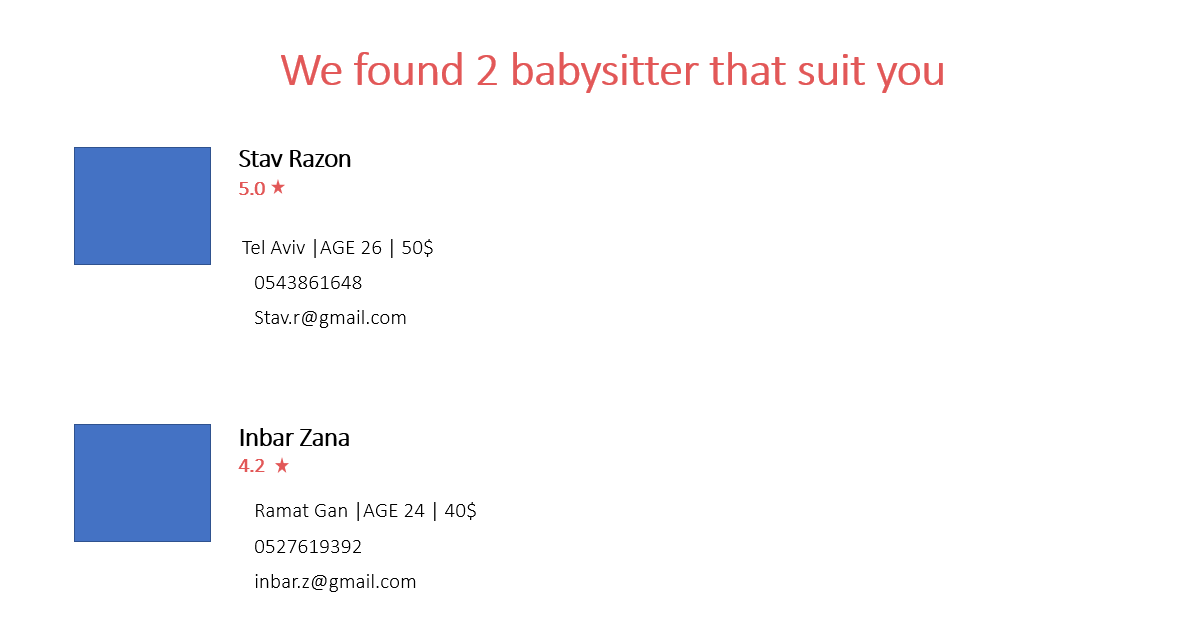 We found 2 babysitter that suit you
Stav Razon
5.0 ★
Tel Aviv |AGE 26 | 50$
0543861648
Stav.r@gmail.com
Inbar Zana
4.2 ★
Ramat Gan |AGE 24 | 40$
0527619392
inbar.z@gmail.com